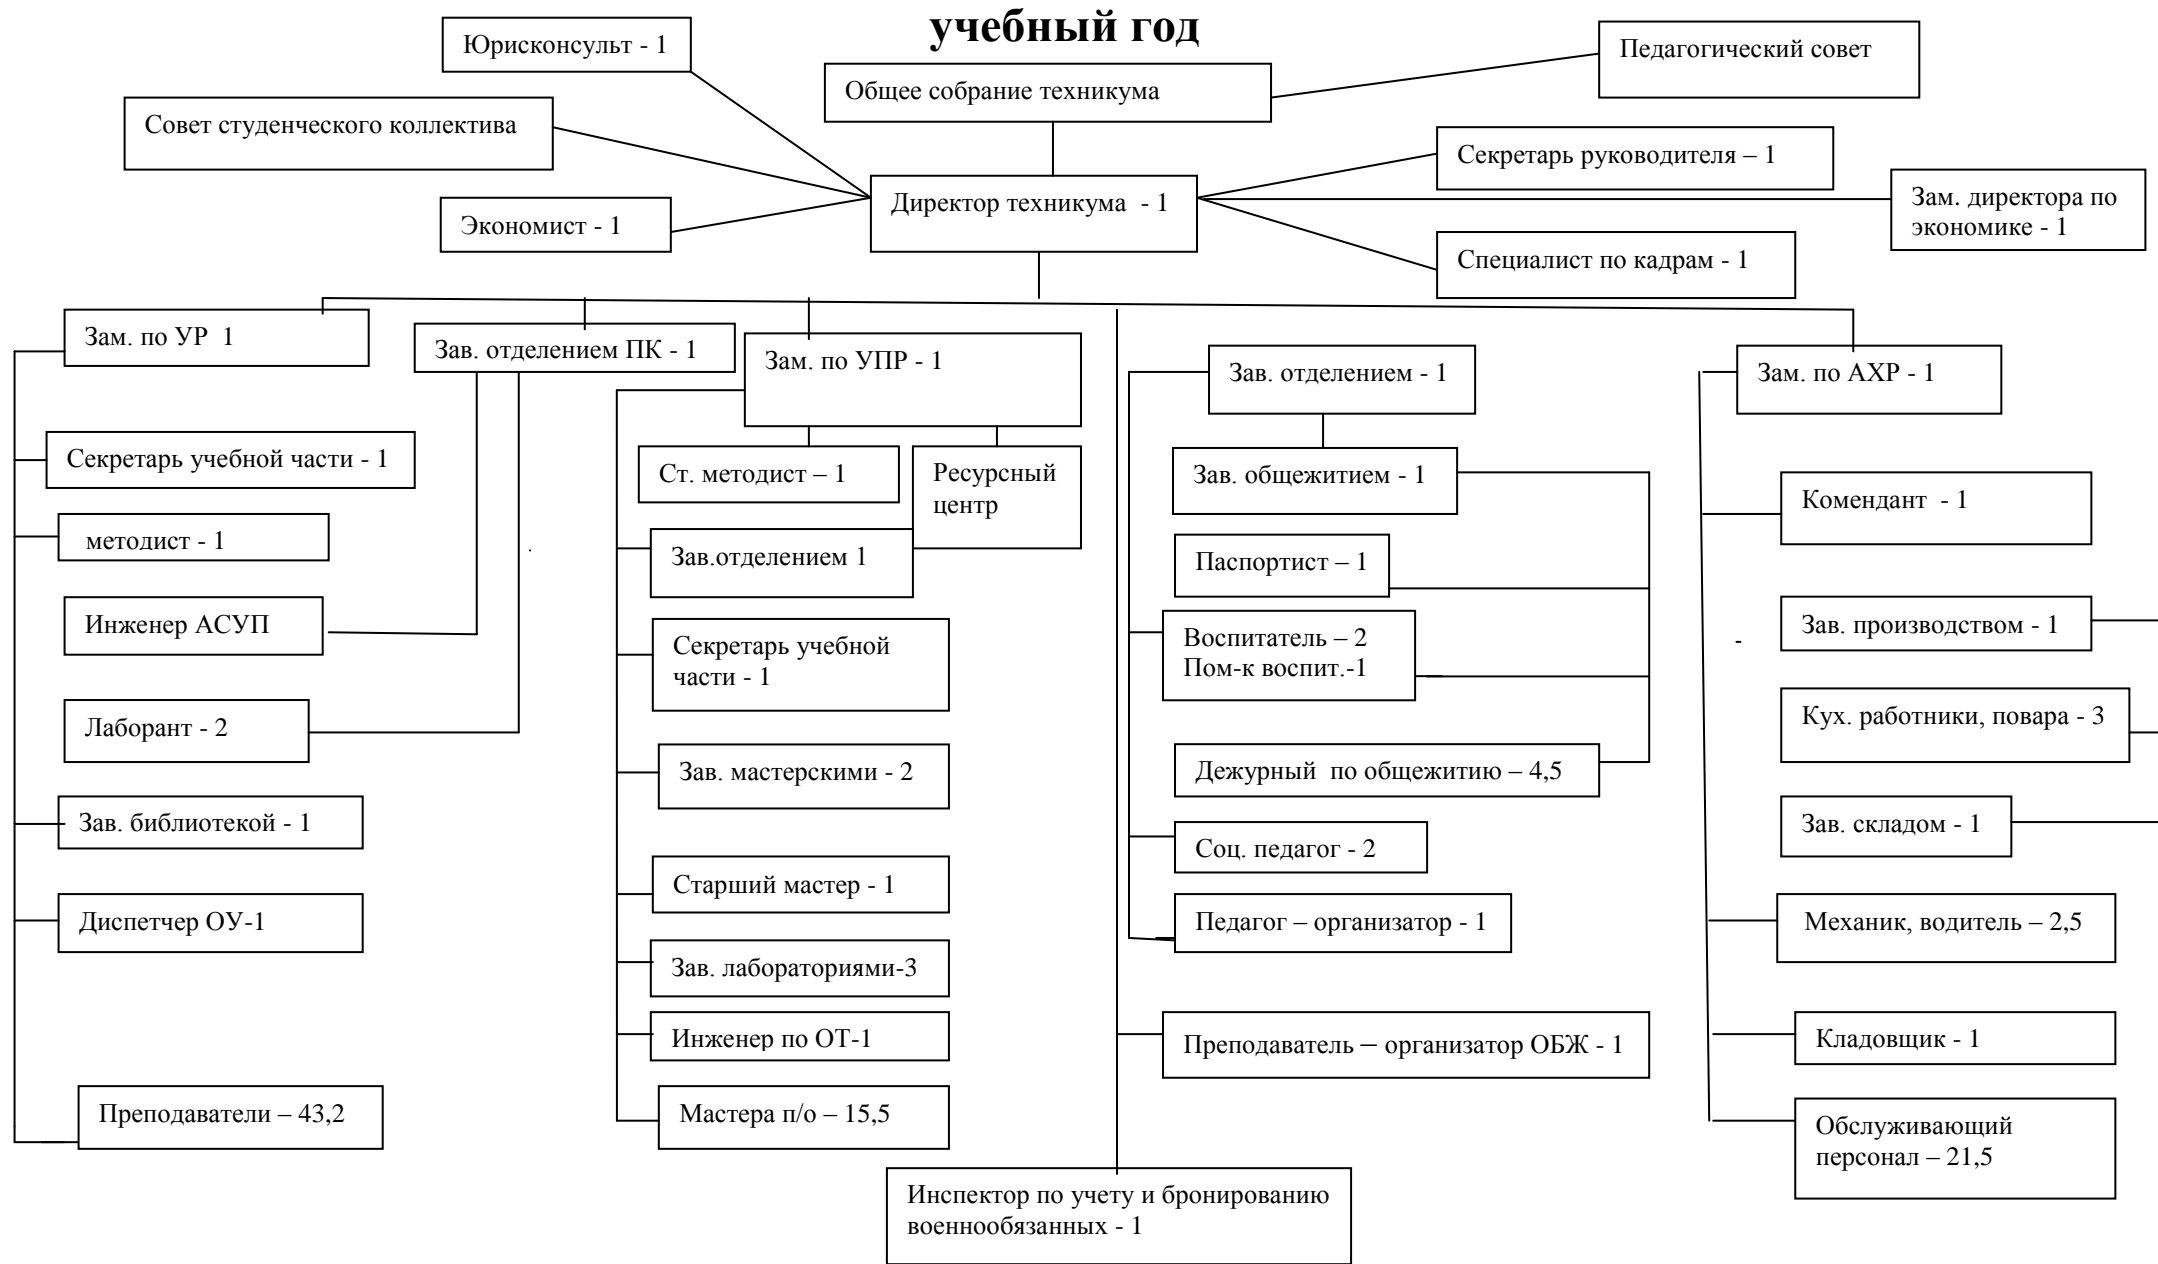 учебный год
Юрисконсульт - 1
Педагогический совет
Общее собрание техникума
Совет студенческого коллектива
Секретарь руководителя – 1
Директор техникума - 1
Зам. директора по
экономике - 1
Экономист - 1
Специалист по кадрам - 1
Зам. по УР 1
Зав. отделением ПК - 1
Зам. по УПР - 1
Зав. отделением - 1
Зам. по АХР - 1
Секретарь учебной части - 1
методист - 1
Инженер АСУП
Лаборант - 2
Зав. библиотекой - 1
Диспетчер ОУ-1
Преподаватели – 43,2
Ст. методист – 1
Ресурсный
центр
Зав.отделением 1
Секретарь учебной
части - 1
Зав. мастерскими - 2
Старший мастер - 1
Зав. лабораториями-3
Инженер по ОТ-1
Мастера п/о – 15,5
Зав. общежитием - 1
Паспортист – 1
Воспитатель – 2
Пом-к воспит.-1
Дежурный по общежитию – 4,5
Соц. педагог - 2
Педагог – организатор - 1
Преподаватель – организатор ОБЖ - 1
Инспектор по учету и бронированию
военнообязанных - 1
Комендант - 1
-
Зав. производством - 1
Кух. работники, повара - 3
Зав. складом - 1
Механик, водитель – 2,5
Кладовщик - 1
Обслуживающий
персонал – 21,5